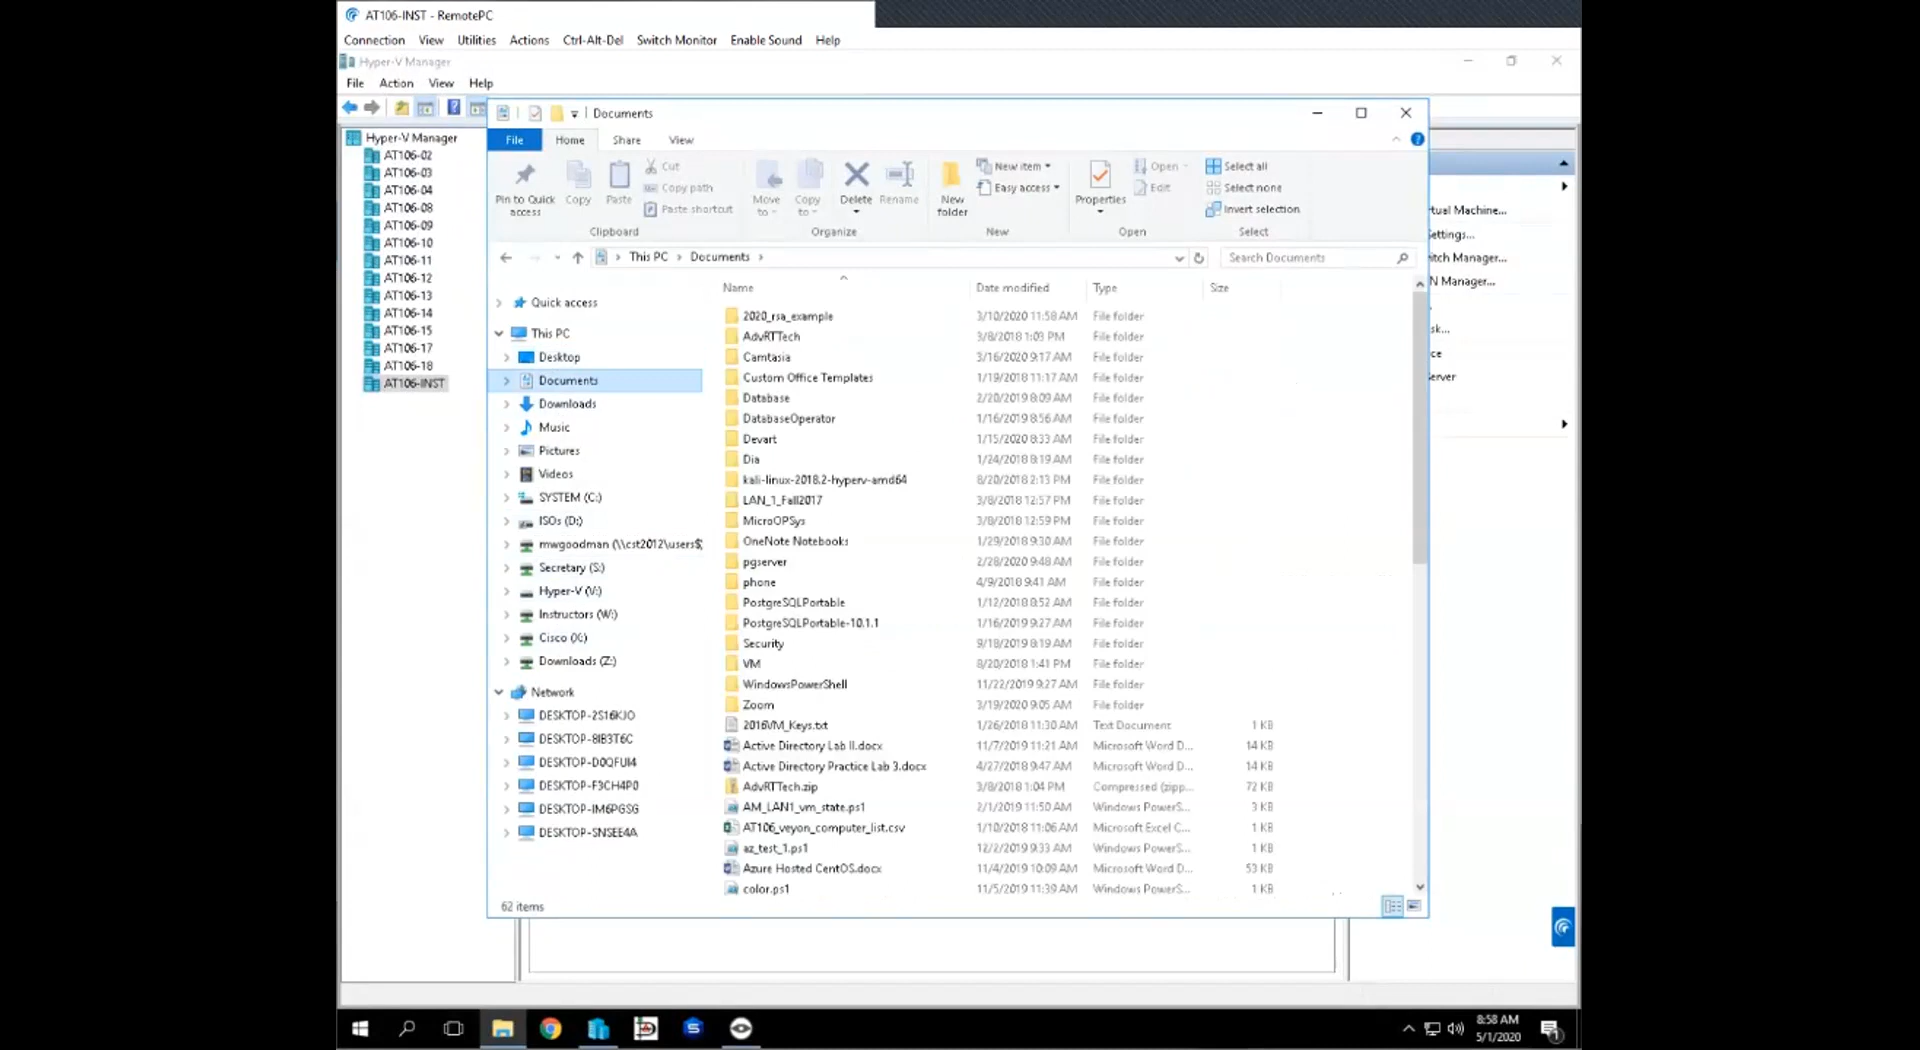 AT106-INST - RemotePC
Connection View Utilities Actions Ctrl-Alt-Del Switch Monitor Enable Sound Help
Hyper-V Manager
File Action View Help
Hyper-V Manager
AT106-02
AT106-03
AT106-04
AT106-08
AT106-09
AT106-10
AT106-11
AT106-12
AT106-13
AT106-14
AT106-15
AT106-17
AT106-18
AT106-INST
Documents
File Home Share View
Pin to Quick access
Copy
Paste
Cut
Copy path
Paste shortcut
Clipboard
Move to
Copy to
Delete
Rename
Organize
New folder
New item
Easy access
New
Properties
Open
Edit
Open
Select all
Select none
Invert selection
Select
This PC > Documents >
Search Documents
Quick access
This PC
Desktop
Documents
Downloads
Music
Pictures
Videos
SYSTEM (C:)
ISOs (D:)
mwgoodman (\\cst2012\users$
Secretary (S:)
Hyper-V (V:)
Instructors (W:)
Cisco (X:)
Downloads (Z:)
Network
DESKTOP-2S16KJO
DESKTOP-8IB3T6C
DESKTOP-D0QFUI4
DESKTOP-F3CH4P0
DESKTOP-IM6PGSG
DESKTOP-SNSEE4A
Name Date modified Type Size
2020_rsa_example 3/10/2020 11:58 AM File folder
AdvRTTech 3/8/2018 1:03 PM File folder
Camtasia 3/16/2020 9:17 AM File folder
Custom Office Templates 1/19/2018 11:17 AM File folder
Database 2/20/2019 8:09 AM File folder
DatabaseOperator 1/16/2019 8:56 AM File folder
Devart 1/15/2020 8:33 AM File folder
Dia 1/24/2018 8:19 AM File folder
kali-linux-2018.2-hyperv-amd64 8/20/2018 2:13 PM File folder
LAN_1_Fall2017 3/8/2018 12:57 PM File folder
MicroOPSys 3/8/2018 12:59 PM File folder
OneNote Notebooks 1/29/2018 9:30 AM File folder
pgserver 2/28/2020 9:48 AM File folder
phone 4/9/2018 9:41 AM File folder
PostgreSQLPortable 1/12/2018 8:52 AM File folder
PostgreSQLPortable-10.1.1 1/16/2019 9:27 AM File folder
Security 9/18/2019 8:19 AM File folder
VM 8/20/2018 1:41 PM File folder
WindowsPowerShell 11/22/2019 9:27 AM File folder
Zoom 3/19/2020 9:05 AM File folder
2016VM_Keys.txt 1/26/2018 11:30 AM Text Document 1 KB
Active Directory Lab II.docx 11/7/2019 11:21 AM Microsoft Word D... 14 KB
Active Directory Practice Lab 3.docx 4/27/2018 9:47 AM Microsoft Word D... 14 KB
AdvRTTech.zip 3/8/2018 1:04 PM Compressed (zipp... 72 KB
AM_LAN1_vm_state.ps1 2/1/2019 11:50 AM Windows PowerS... 3 KB
AT106_veyon_computer_list.csv 1/10/2018 11:06 AM Microsoft Excel C... 1 KB
az_test_1.ps1 12/2/2019 9:33 AM Windows PowerS... 1 KB
Azure Hosted CentOS.docx 11/4/2019 10:09 AM Microsoft Word D... 53 KB
color.ps1 11/5/2019 11:39 AM Windows PowerS... 1 KB
62 items
tual Machine...
ettings...
itch Manager...
N Manager...
sk...
ce
erver
8:58 AM
5/1/2020
1